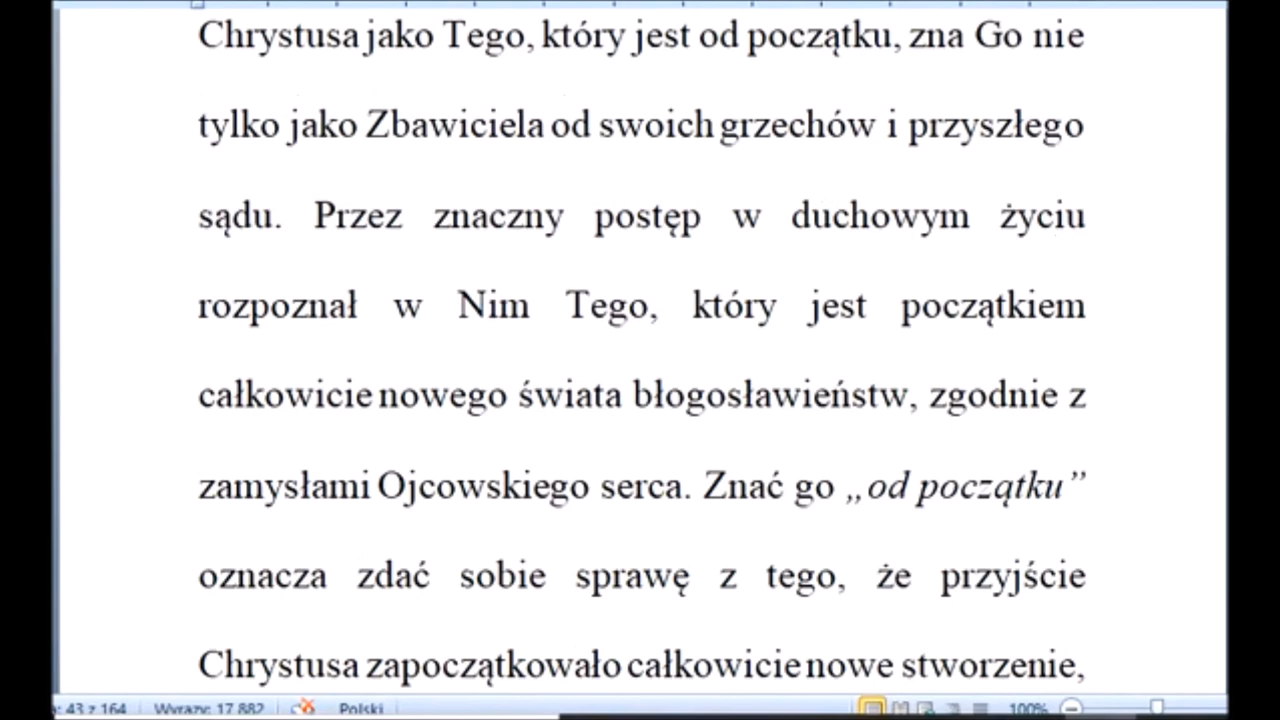 Chrystusa jako Tego, który jest od początku, zna Go nie
tylko jako Zbawiciela od swoich grzechów i przyszłego
sądu. Przez znaczny postęp w duchowym życiu
rozpoznał w Nim Tego, który jest początkiem
całkowicie nowego świata błogosławieństw, zgodnie z
zamysłami Ojcowskiego serca. Znać go „od początku”
oznacza zdać sobie sprawę z tego, że przyjście
Chrystusa zapoczątkowało całkowicie nowe stworzenie,
: 43 z 164 Wyrazy: 17 882 Polski 100%